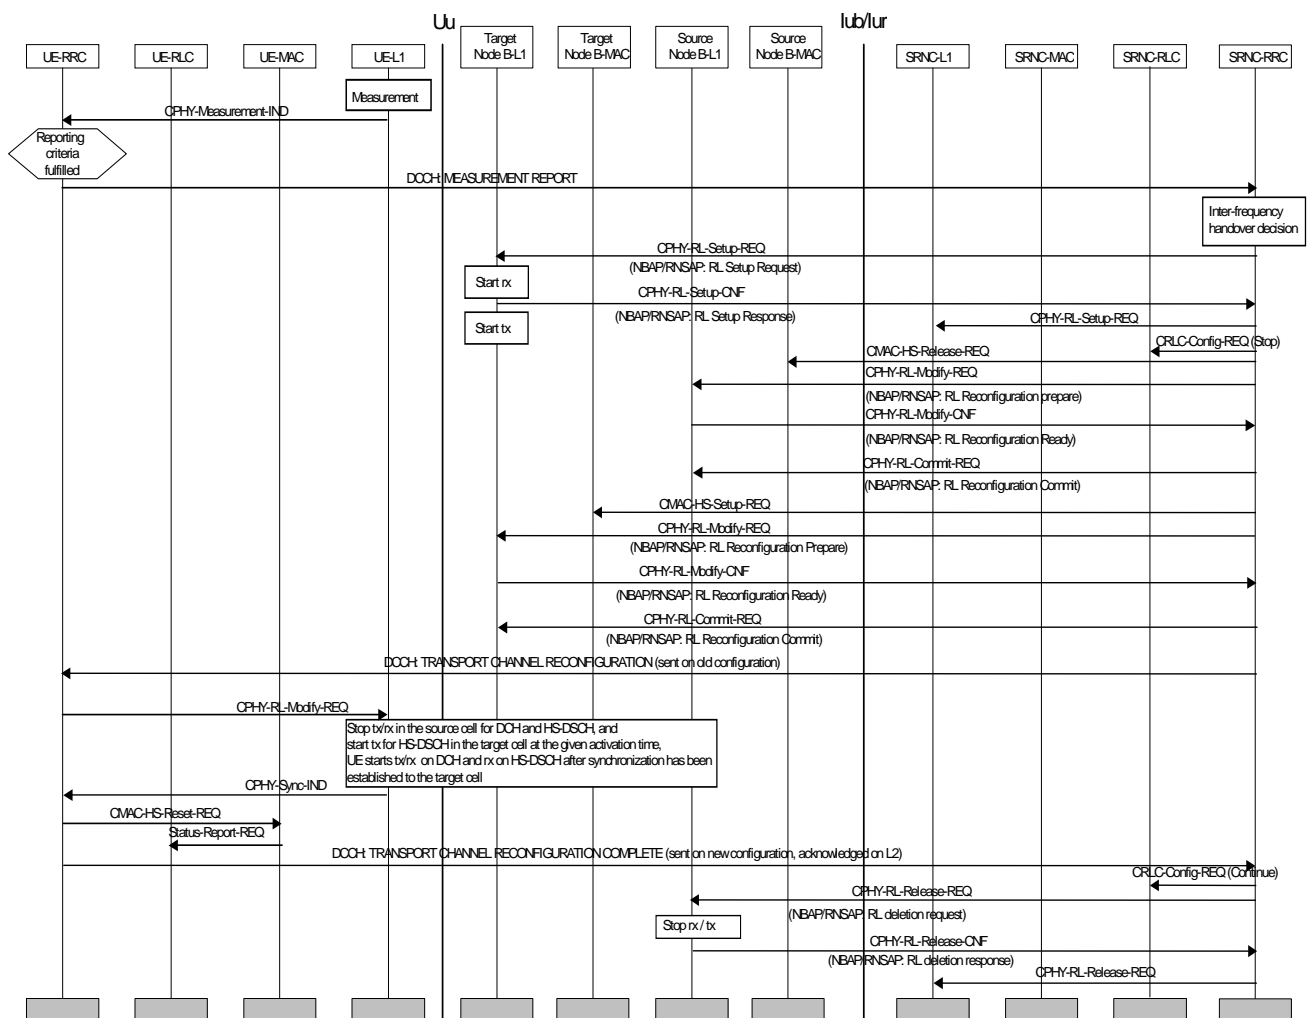 Uu
Iub/Iur
UE-RRC
UE-RLC
UE-MAC
UE-L1
Target
Node B-L1
Target
Node B-MAC
Source
Node B-L1
Source
Node B-MAC
SRNC-L1
SRNC-MAC
SRNC-RLC
SRNC-RRC
Measurement
CPHY-Measurement-IND
Reporting
criteria
fulfilled
DCCH: MEASUREMENT REPORT
Inter-frequency
handover decision
CPHY-RL-Setup-REQ
(NBAP/RNSAP: RL Setup Request)
Start rx
CPHY-RL-Setup-CNF
(NBAP/RNSAP: RL Setup Response)
Start tx
CPHY-RL-Setup-REQ
CRLC-Config-REQ (Stop)
CMAC-HS-Release-REQ
CPHY-RL-Modify-REQ
(NBAP/RNSAP: RL Reconfiguration prepare)
CPHY-RL-Modify-CNF
(NBAP/RNSAP: RL Reconfiguration Ready)
CPHY-RL-Commit-REQ
(NBAP/RNSAP: RL Reconfiguration Commit)
CMAC-HS-Setup-REQ
CPHY-RL-Modify-REQ
(NBAP/RNSAP: RL Reconfiguration Prepare)
CPHY-RL-Modify-CNF
(NBAP/RNSAP: RL Reconfiguration Ready)
CPHY-RL-Commit-REQ
(NBAP/RNSAP: RL Reconfiguration Commit)
DCCH: TRANSPORT CHANNEL RECONFIGURATION (sent on old configuration)
CPHY-RL-Modify-REQ
Stop tx/rx in the source cell for DCH and HS-DSCH, and
start tx for HS-DSCH in the target cell at the given activation time,
UE starts tx/rx on DCH and rx on HS-DSCH after synchronization has been
established to the target cell
CPHY-Sync-IND
CMAC-HS-Reset-REQ
Status-Report-REQ
DCCH: TRANSPORT CHANNEL RECONFIGURATION COMPLETE (sent on new configuration, acknowledged on L2)
CRLC-Config-REQ (Continue)
CPHY-RL-Release-REQ
(NBAP/RNSAP: RL deletion request)
Stop rx / tx
CPHY-RL-Release-CNF
(NBAP/RNSAP: RL deletion response)
CPHY-RL-Release-REQ